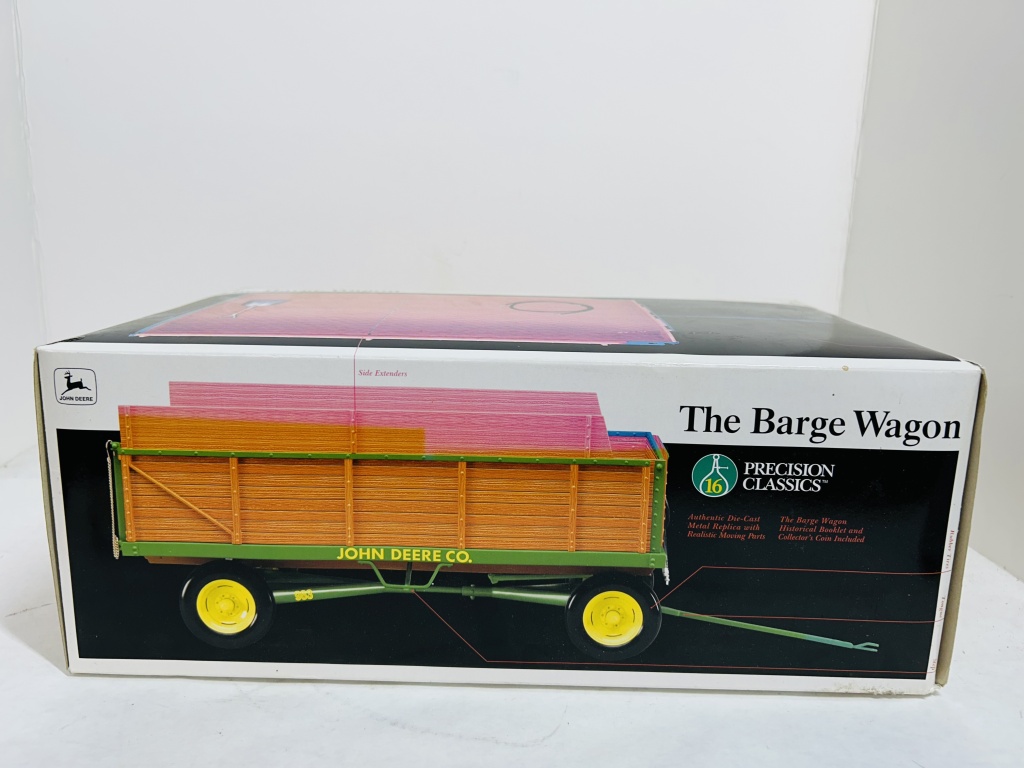 JOHN DEERE
Side Extenders
The Barge Wagon
16
PRECISION
CLASSICS™
Authentic Die-Cast
Metal Replica with
Realistic Moving Parts
The Barge Wagon
Historical Booklet and
Collector's Coin Included
JOHN DEERE CO.
953